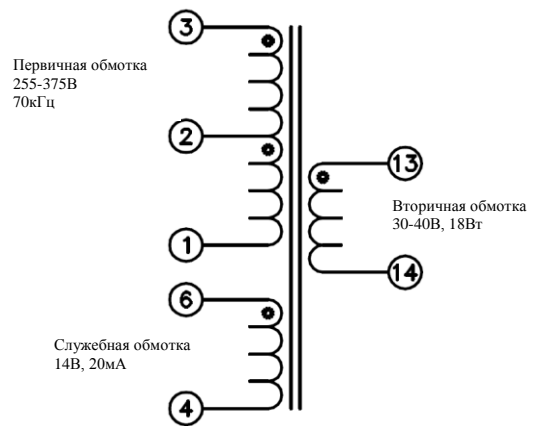 3
Первичная обмотка
255-375В
70кГц
2
13
Вторичная обмотка
30-40В, 18Вт
1
14
6
Служебная обмотка
14В, 20мА
4